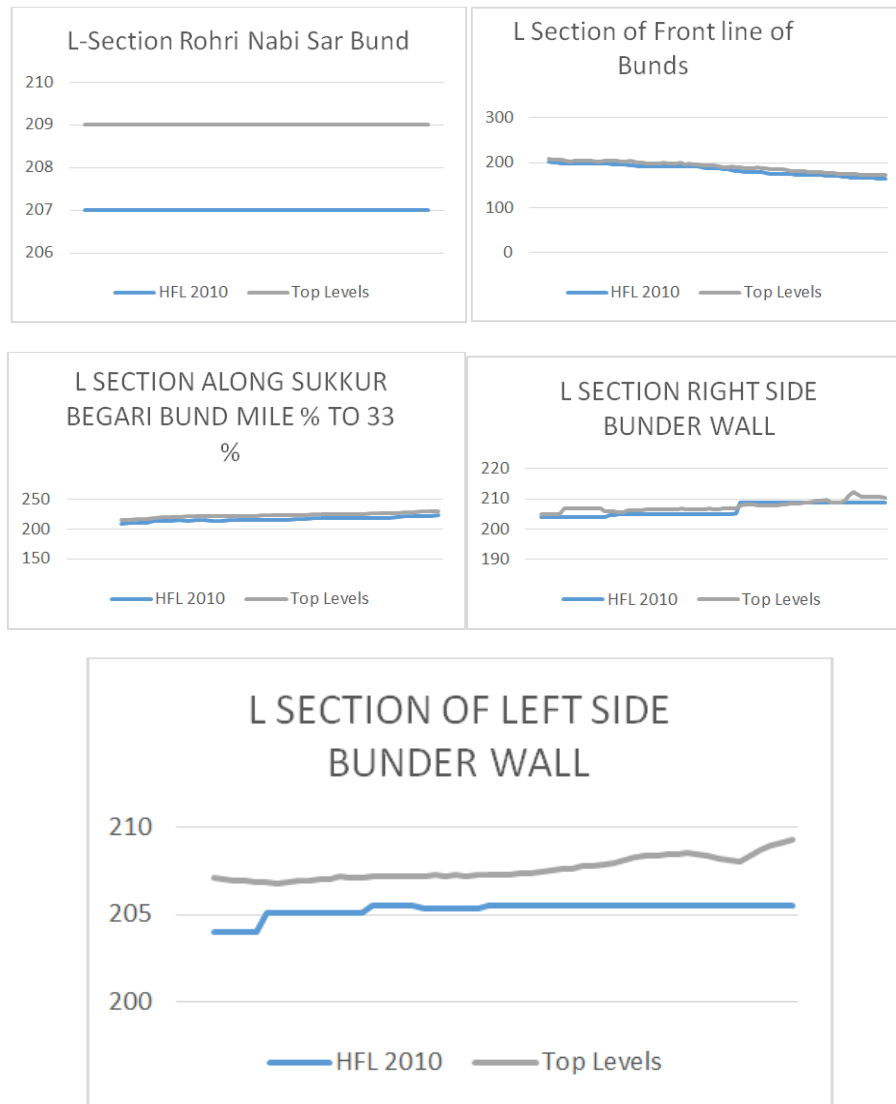 L-Section Rohri Nabi Sar Bund
210
209
208
207
206
HFL 2010 Top Levels
L Section of Front line of
Bunds
300
200
100
0
HFL 2010 Top Levels
L SECTION ALONG SUKKUR
BEGARI BUND MILE % TO 33
%
250
200
150
HFL 2010 Top Levels
L SECTION RIGHT SIDE
BUNDER WALL
220
210
200
190
HFL 2010 Top Levels
L SECTION OF LEFT SIDE
BUNDER WALL
210
205
200
HFL 2010 Top Levels